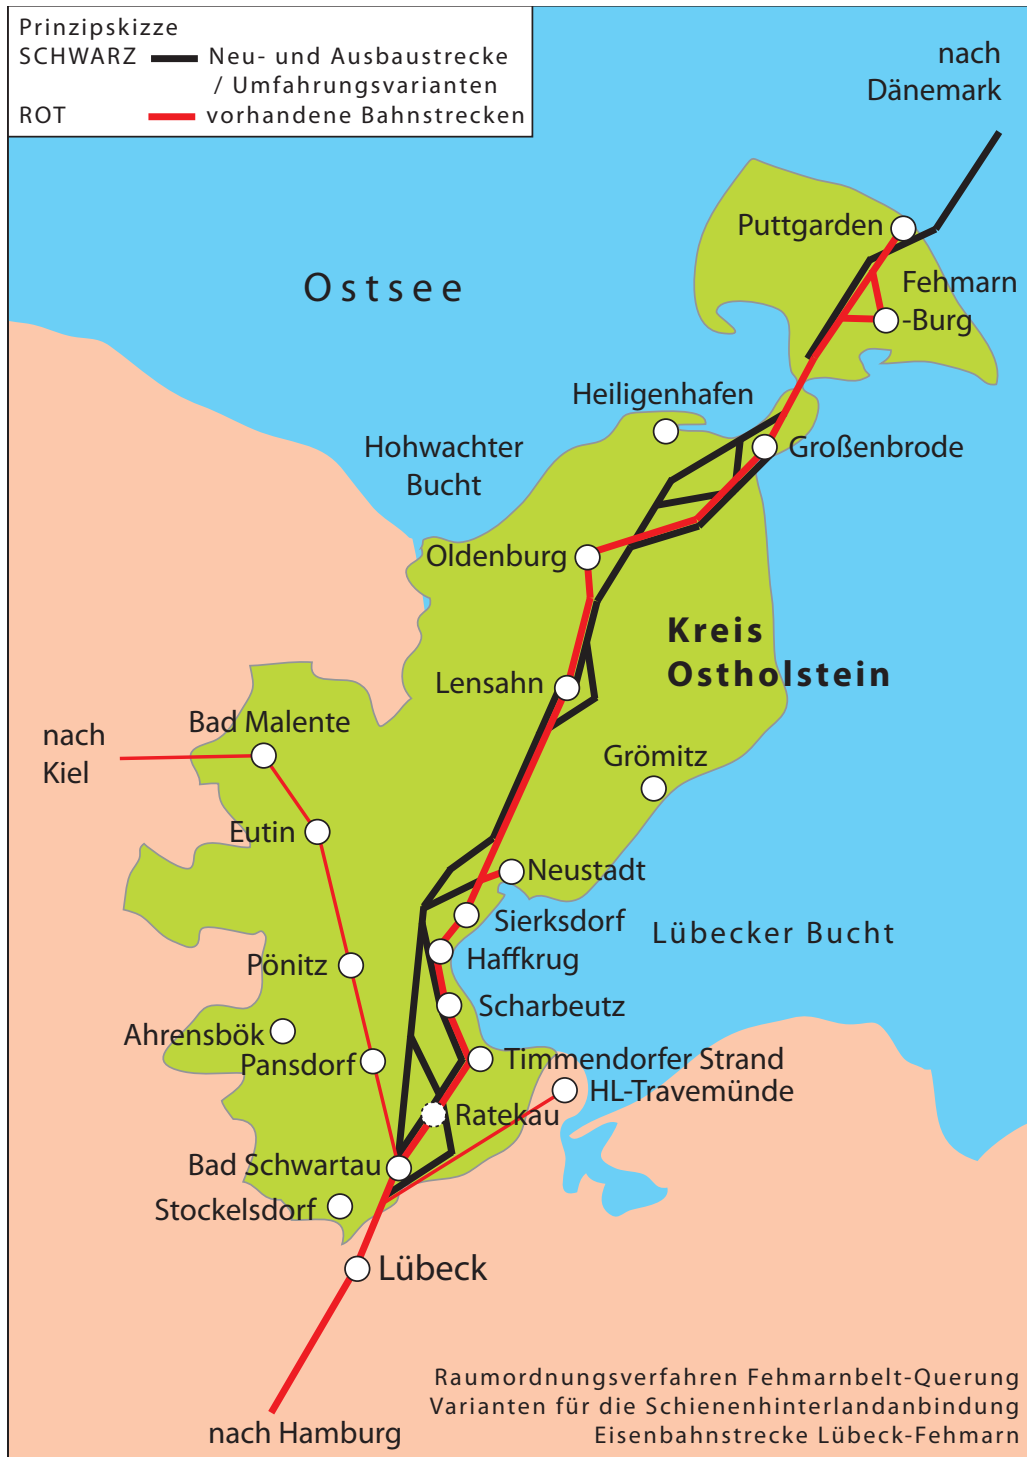 Prinzipskizze
SCHWARZ Neu- und Ausbaustrecke
/ Umfahrungsvarianten
ROT vorhandene Bahnstrecken
nach
Dänemark
Puttgarden
Fehmarn
-Burg
Ostsee
Heiligenhafen
Großenbrode
Hohwachter
Bucht
Oldenburg
Kreis
Ostholstein
Lensahn
Bad Malente
nach
Kiel
Grömitz
Eutin
Neustadt
Sierksdorf
Lübecker Bucht
Haffkrug
Pönitz
Scharbeutz
Ahrensbök
Pansdorf
Timmendorfer Strand
HL-Travemünde
Ratekau
Bad Schwartau
Stockelsdorf
Lübeck
nach Hamburg
Raumordnungsverfahren Fehmarnbelt-Querung
Varianten für die Schienenhinterlandanbindung
Eisenbahnstrecke Lübeck-Fehmarn